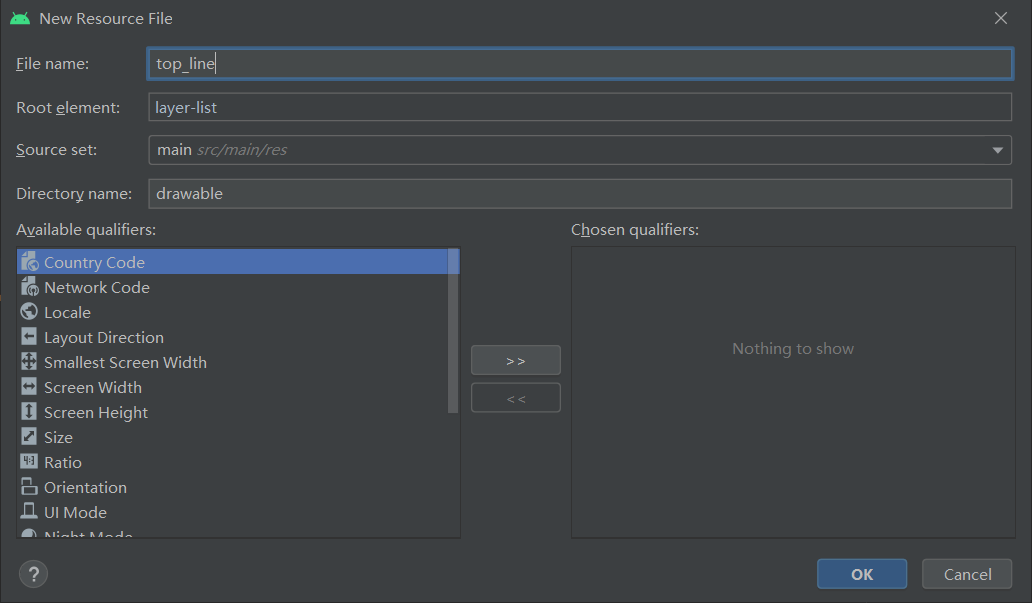 New Resource File
File name: top_line
Root element: layer-list
Source set: main src/main/res
Directory name: drawable
Available qualifiers: Chosen qualifiers:
Country Code
Network Code
Locale
Layout Direction
Smallest Screen Width
Screen Width
Screen Height
Size
Ratio
Orientation
UI Mode
Night Mode
>>
<<
Nothing to show
?
OK Cancel